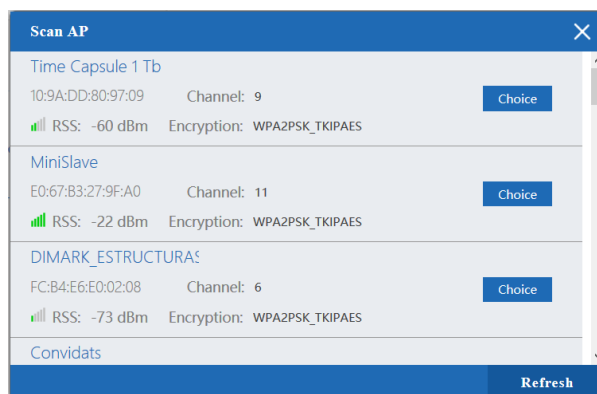 Scan AP
Time Capsule 1 Tb
10:9A:DD:80:97:09 Channel: 9 Choice
RSS: -60 dBm Encryption: WPA2PSK_TKIPAES
MiniSlave
E0:67:B3:27:9F:A0 Channel: 11 Choice
RSS: -22 dBm Encryption: WPA2PSK_TKIPAES
DIMARK_ESTRUCTURAS
FC:B4:E6:E0:02:08 Channel: 6 Choice
RSS: -73 dBm Encryption: WPA2PSK_TKIPAES
Convidats
Refresh